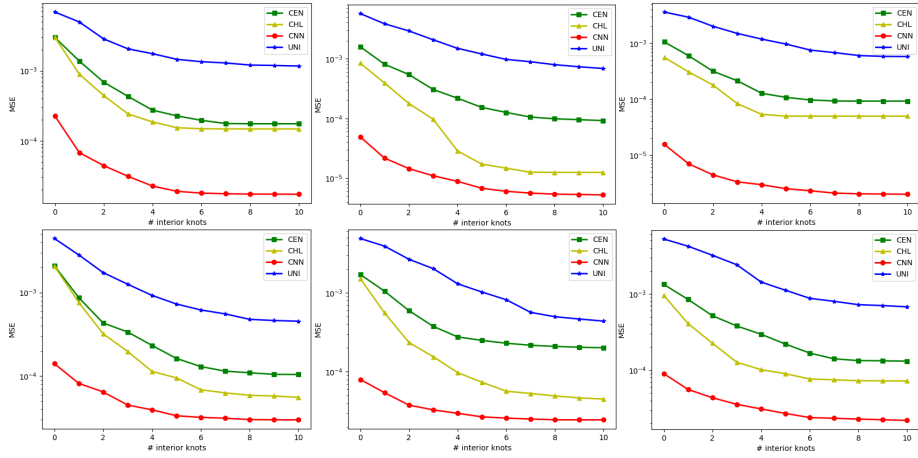 MSE
10⁻³
10⁻⁴
0 2 4 6 8 10
# interior knots
CEN
CHL
CNN
UNI
MSE
10⁻³
10⁻⁴
10⁻⁵
0 2 4 6 8 10
# interior knots
CEN
CHL
CNN
UNI
MSE
10⁻³
10⁻⁴
10⁻⁵
0 2 4 6 8 10
# interior knots
CEN
CHL
CNN
UNI
MSE
10⁻³
10⁻⁴
0 2 4 6 8 10
# interior knots
CEN
CHL
CNN
UNI
MSE
10⁻³
10⁻⁴
0 2 4 6 8 10
# interior knots
CEN
CHL
CNN
UNI
MSE
10⁻³
10⁻⁴
0 2 4 6 8 10
# interior knots
CEN
CHL
CNN
UNI